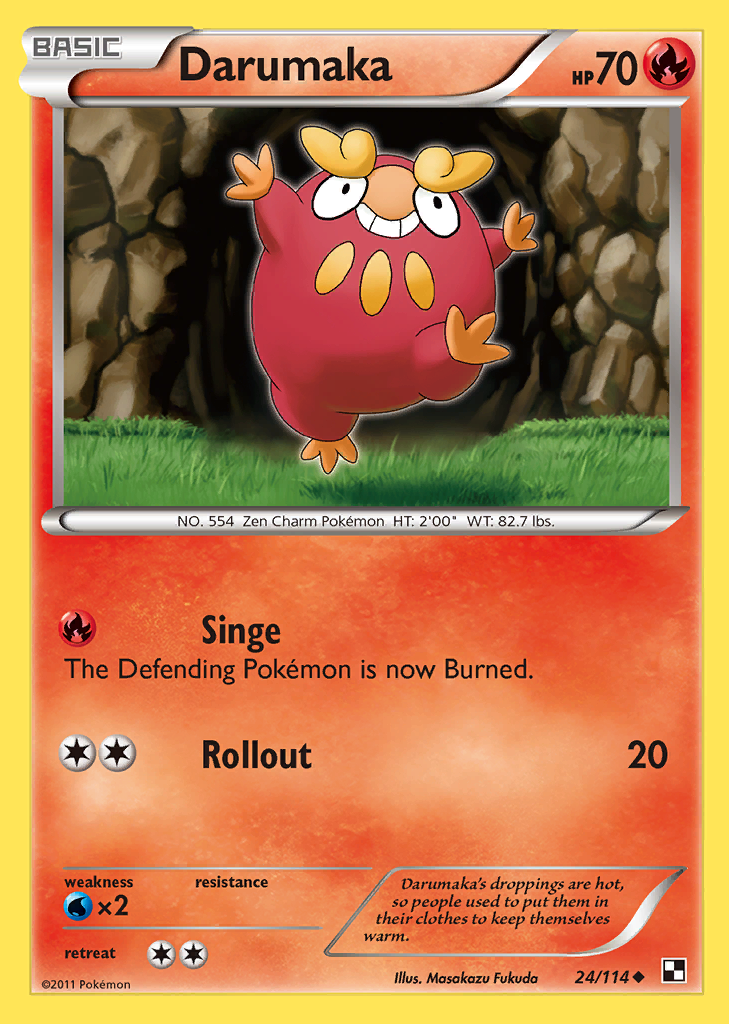 BASIC
Darumaka
HP70
NO. 554 Zen Charm Pokémon HT: 2'00" WT: 82.7 lbs.
Singe
The Defending Pokémon is now Burned.
Rollout 20
weakness resistance
×2
Darumaka's droppings are hot,
so people used to put them in
their clothes to keep themselves
warm.
retreat
©2011 Pokémon
Illus. Masakazu Fukuda
24/114